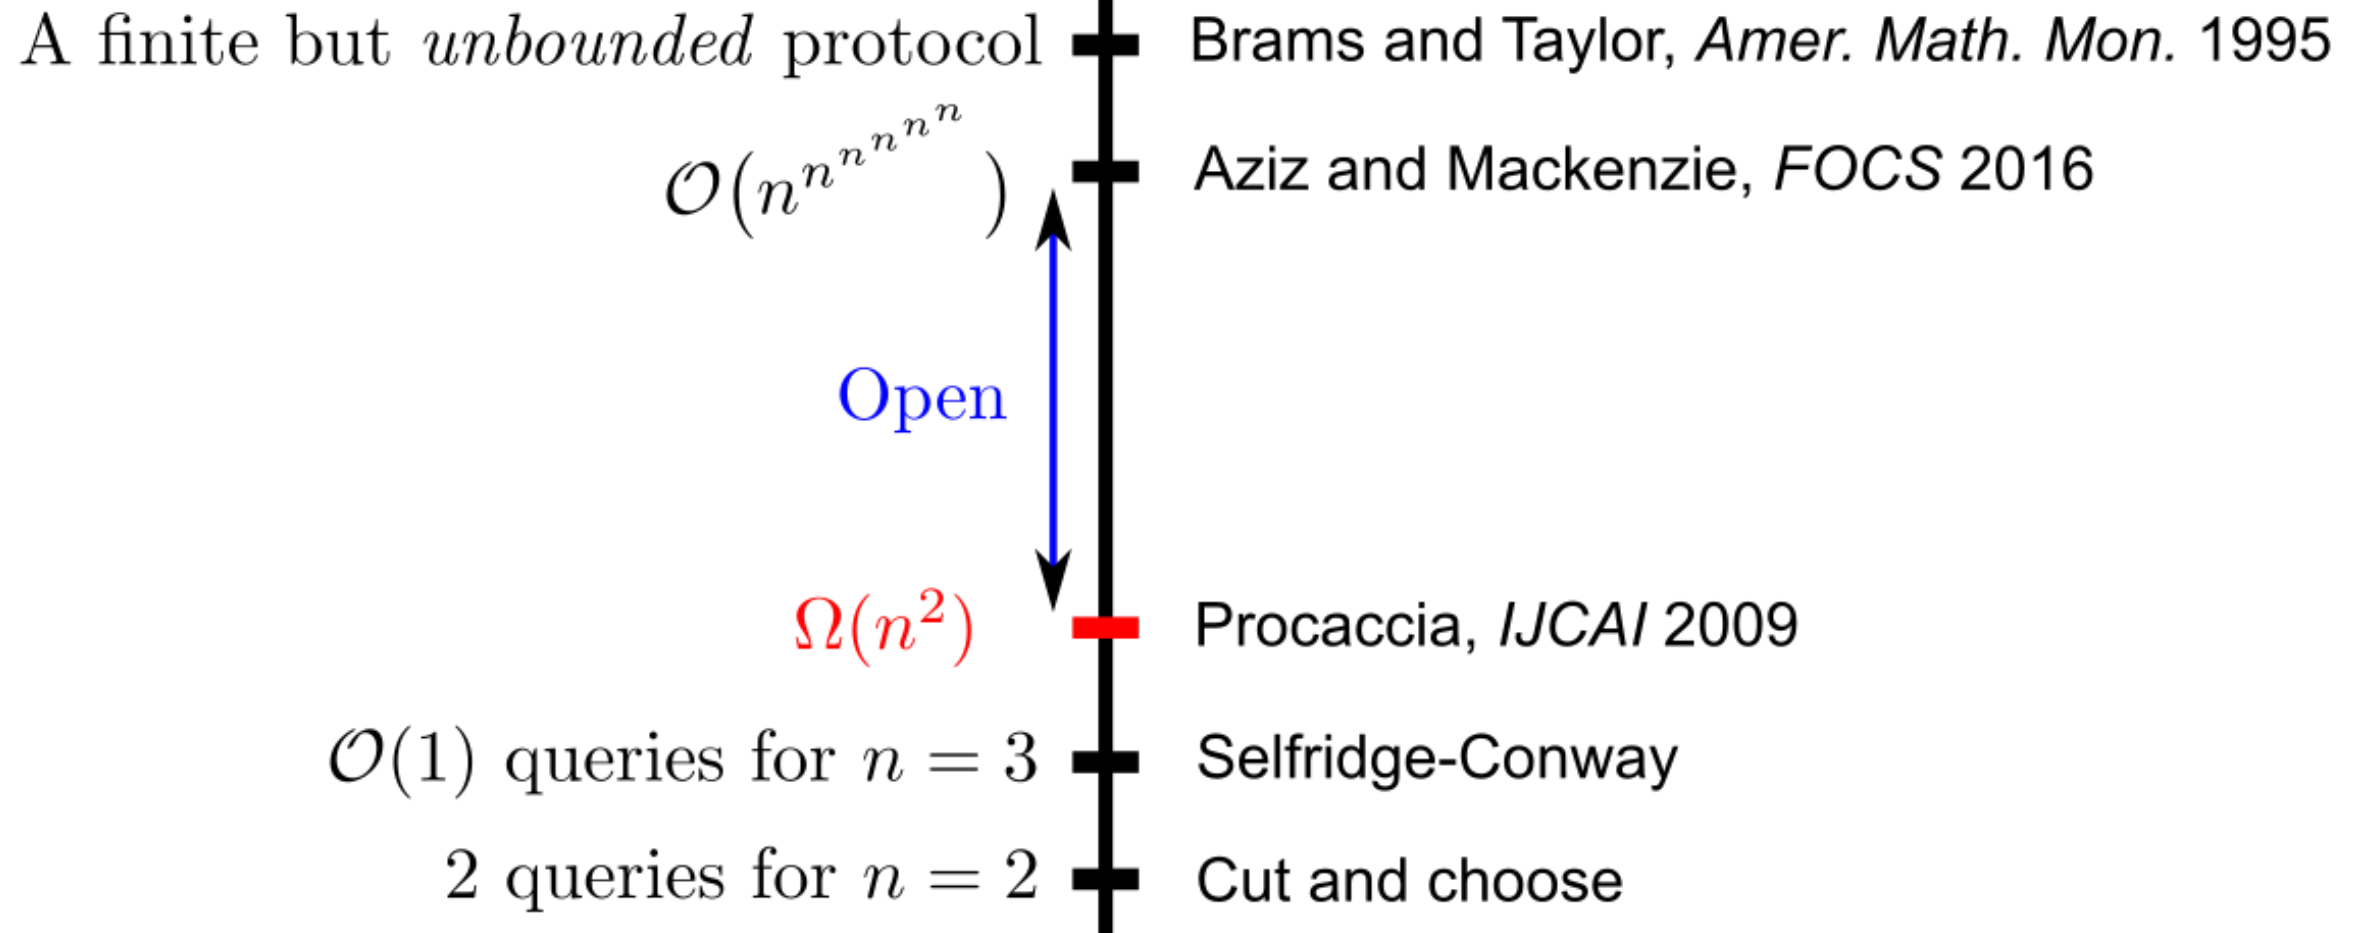 A finite but unbounded protocol Brams and Taylor, Amer. Math. Mon. 1995
𝒪(n^{n^{n^{n^{n^{n}}}}}) Aziz and Mackenzie, FOCS 2016
Open
Ω(n²) Procaccia, IJCAI 2009
𝒪(1) queries for n = 3 Selfridge-Conway
2 queries for n = 2 Cut and choose